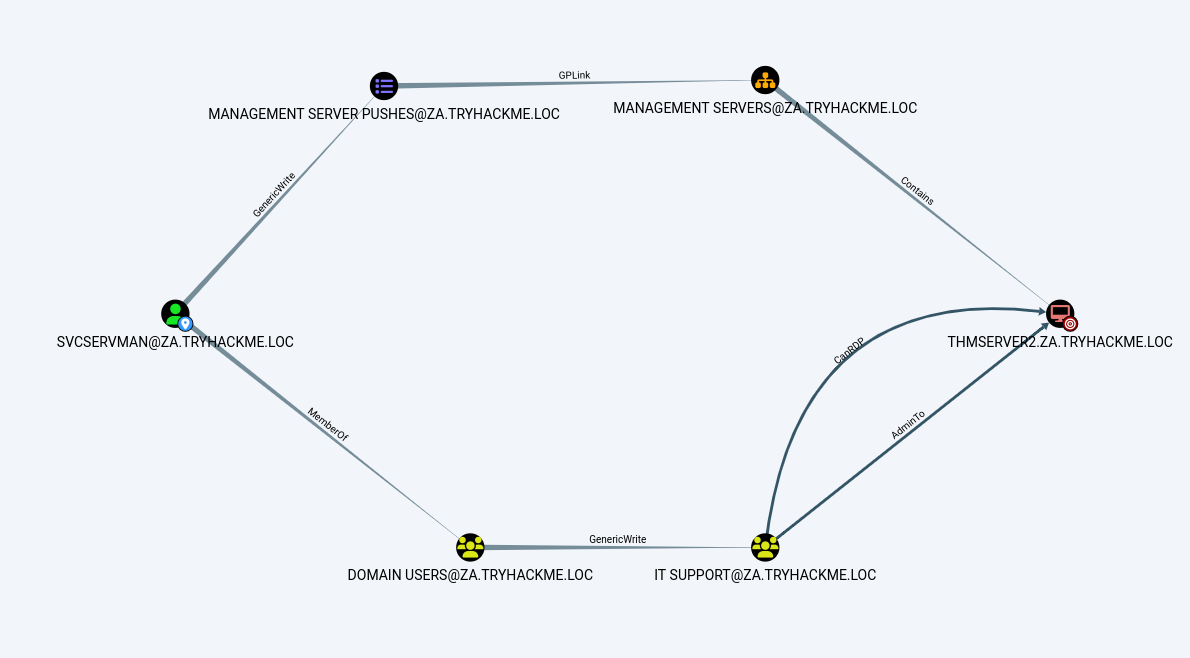 GPLink
MANAGEMENT SERVER PUSHES@ZA.TRYHACKME.LOC
MANAGEMENT SERVERS@ZA.TRYHACKME.LOC
GenericWrite
Contains
SVCSERVMAN@ZA.TRYHACKME.LOC
THMSERVER2.ZA.TRYHACKME.LOC
CanRDP
MemberOf
AdminTo
GenericWrite
DOMAIN USERS@ZA.TRYHACKME.LOC
IT SUPPORT@ZA.TRYHACKME.LOC